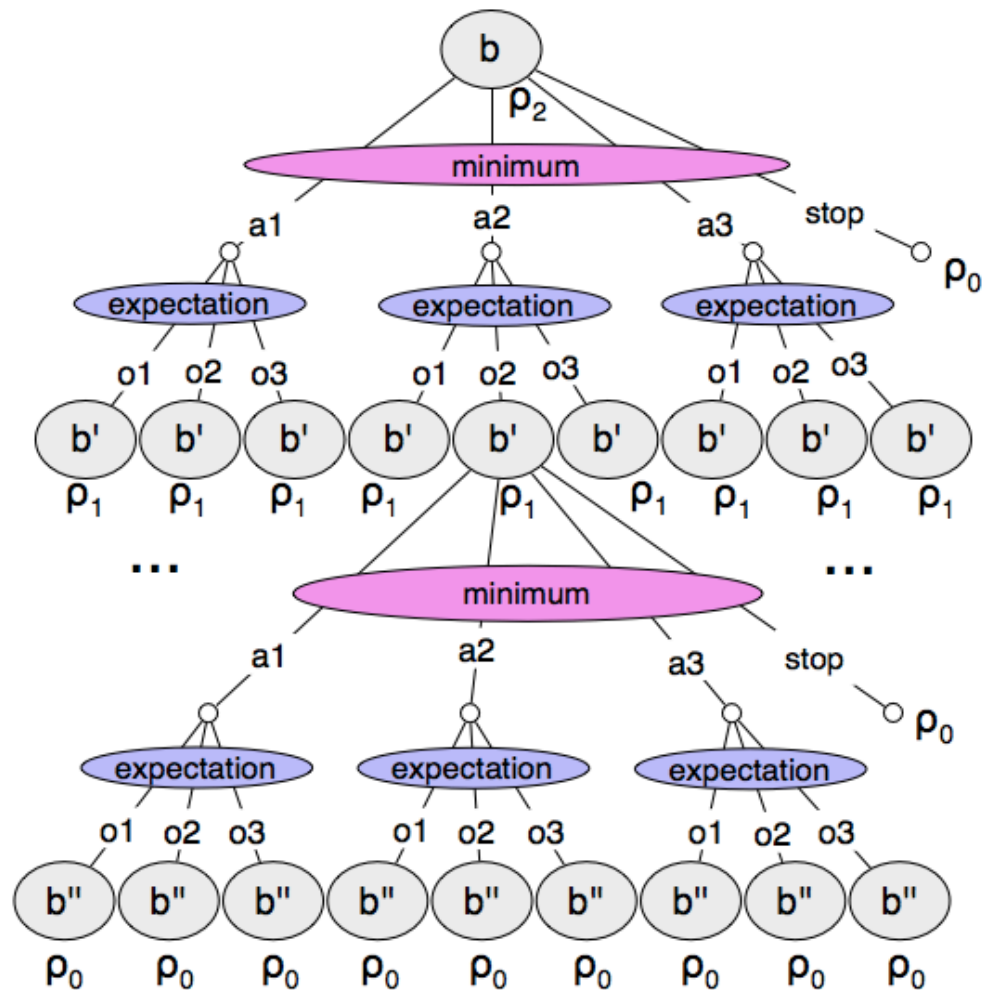 b
ρ2
minimum
a1 a2 a3 stop
ρ0
expectation expectation expectation
o1 o2 o3 o1 o2 o3 o1 o2 o3
b' b' b' b' b' b' b' b' b'
ρ1 ρ1 ρ1 ρ1 ρ1 ρ1 ρ1 ρ1 ρ1
... ...
minimum
a1 a2 a3 stop
ρ0
expectation expectation expectation
o1 o2 o3 o1 o2 o3 o1 o2 o3
b" b" b" b" b" b" b" b" b"
ρ0 ρ0 ρ0 ρ0 ρ0 ρ0 ρ0 ρ0 ρ0